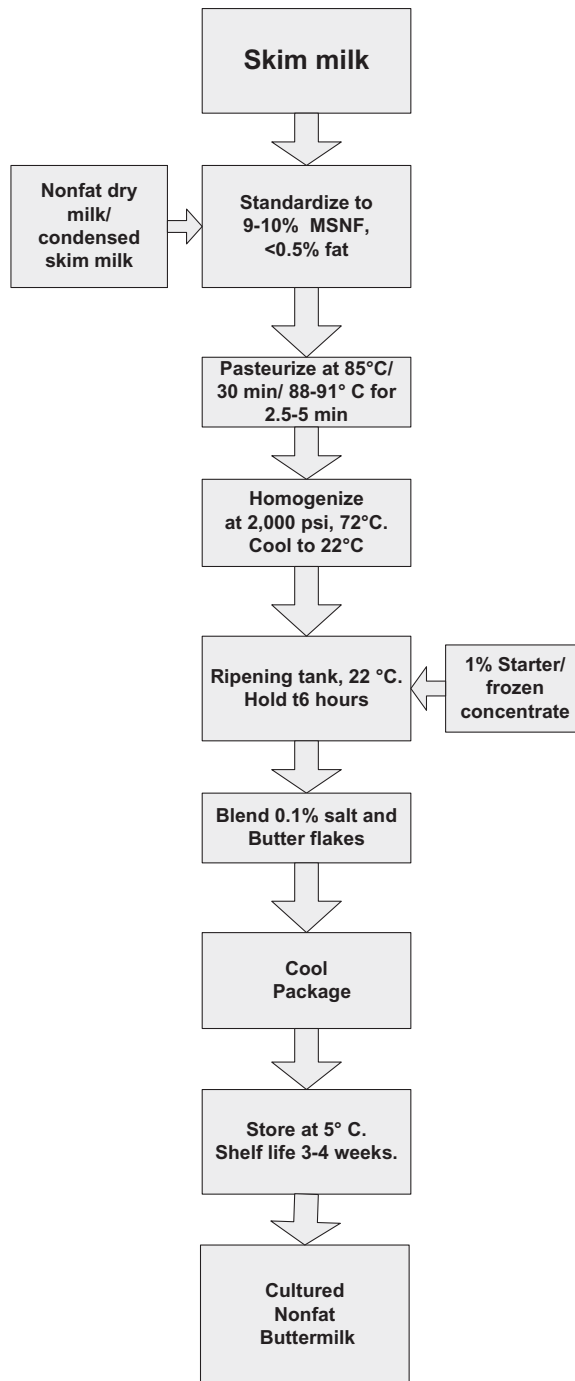 Skim milk
Nonfat dry
milk/
condensed
skim milk
Standardize to
9-10% MSNF,
<0.5% fat
Pasteurize at 85°C/
30 min/ 88-91° C for
2.5-5 min
Homogenize
at 2,000 psi, 72°C.
Cool to 22°C
Ripening tank, 22 °C.
Hold t6 hours
1% Starter/
frozen
concentrate
Blend 0.1% salt and
Butter flakes
Cool
Package
Store at 5° C.
Shelf life 3-4 weeks.
Cultured
Nonfat
Buttermilk